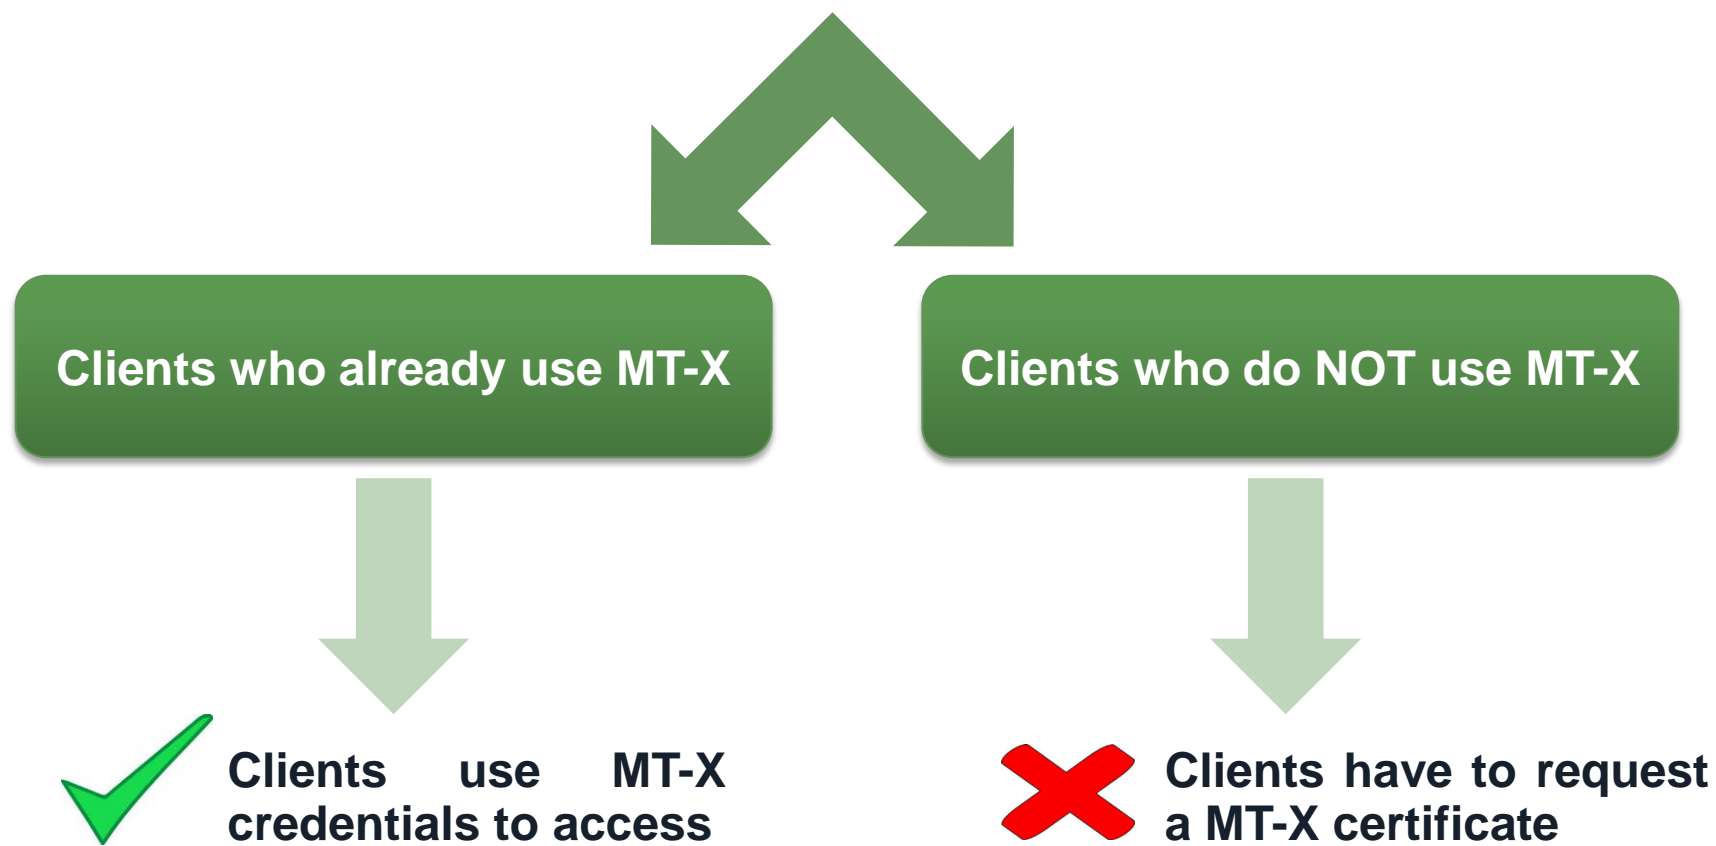 Clients who already use MT-X
Clients who do NOT use MT-X
Clients use MT-X
credentials to access
Clients have to request
a MT-X certificate